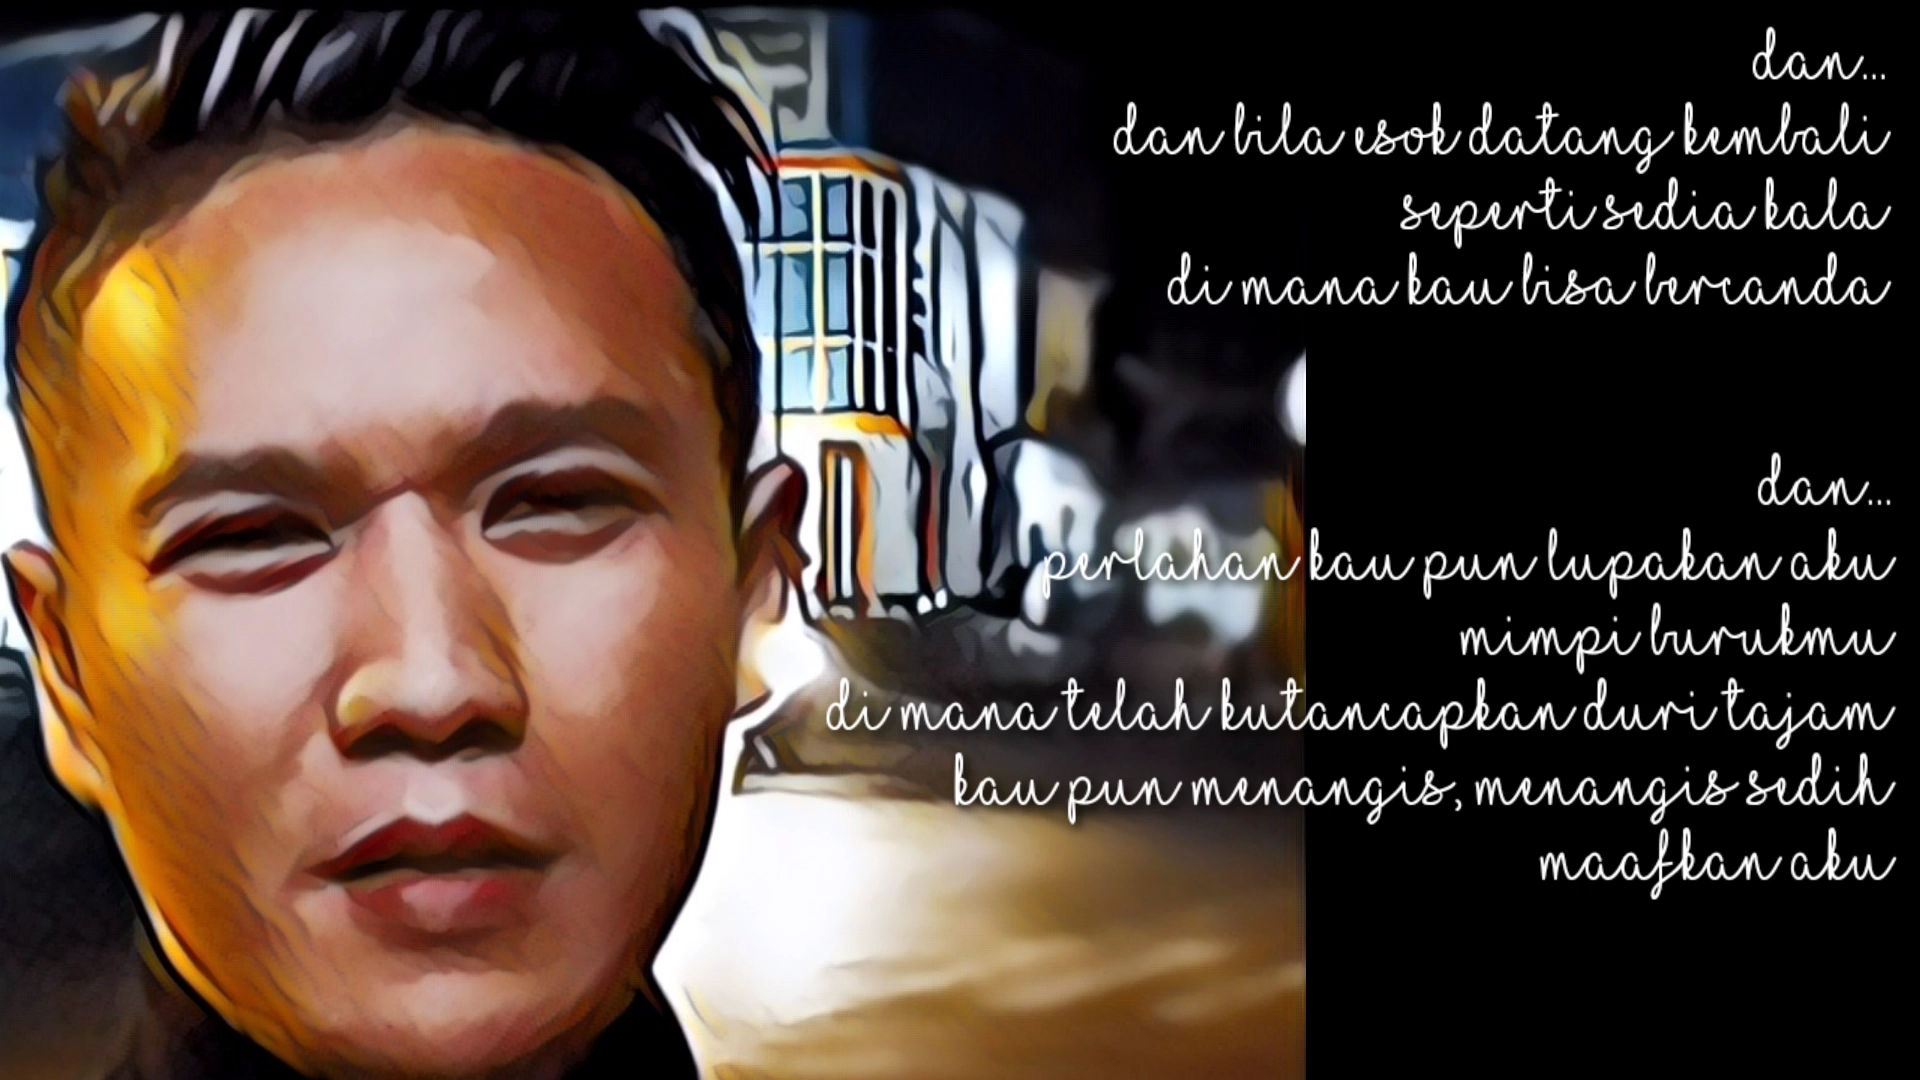 dan...
dan bila esok datang kembali
seperti sedia kala
di mana kau bisa bercanda
dan...
perlahan kau pun lupakan aku
mimpi burukmu
di mana telah kutancapkan duri tajam
kau pun menangis, menangis sedih
maafkan aku